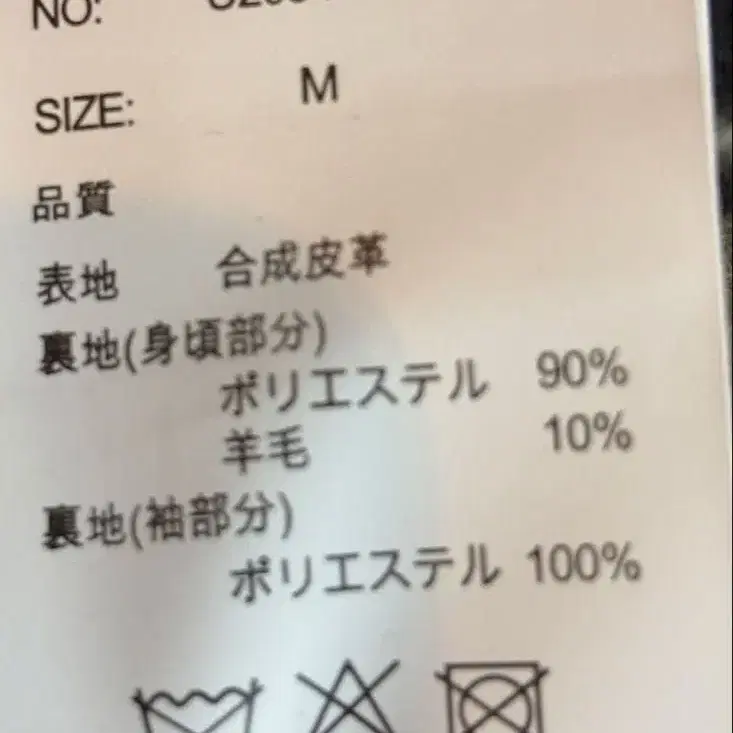 NO:
SIZE: M
品質
表地 合成皮革
裏地(身頃部分)
ポリエステル 90%
羊毛 10%
裏地(袖部分)
ポリエステル 100%